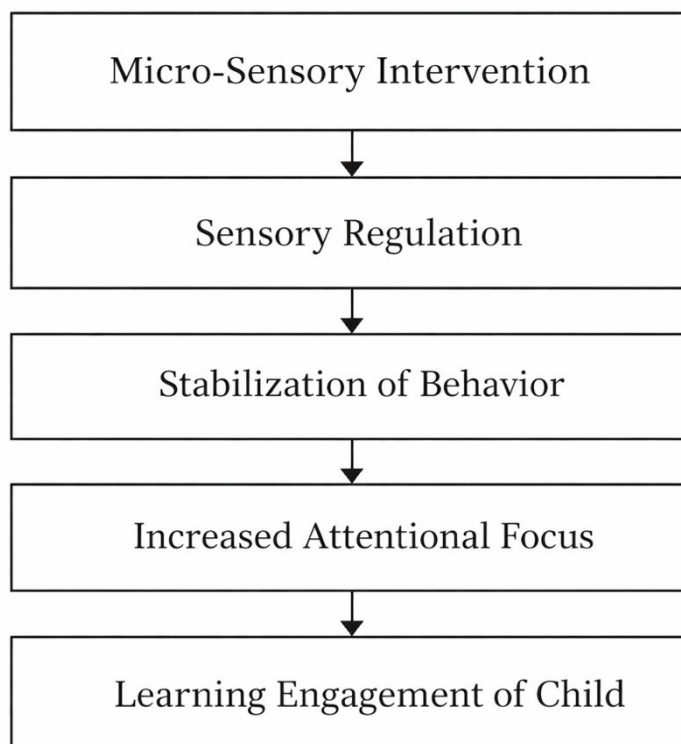 Micro-Sensory Intervention
Sensory Regulation
Stabilization of Behavior
Increased Attentional Focus
Learning Engagement of Child